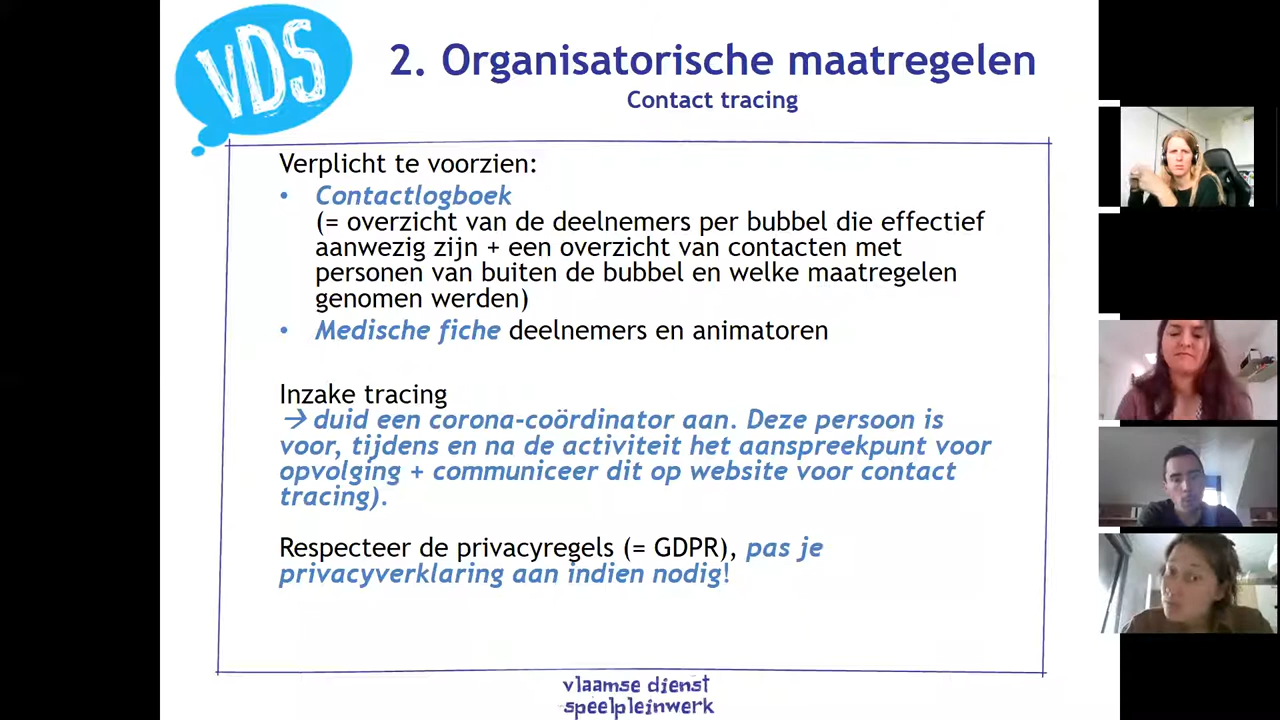 VDS
2. Organisatorische maatregelen
Contact tracing
Verplicht te voorzien:
• Contactlogboek
(= overzicht van de deelnemers per bubbel die effectief
aanwezig zijn + een overzicht van contacten met
personen van buiten de bubbel en welke maatregelen
genomen werden)
• Medische fiche deelnemers en animatoren
Inzake tracing
→ duid een corona-coördinator aan. Deze persoon is
voor, tijdens en na de activiteit het aanspreekpunt voor
opvolging + communiceer dit op website voor contact
tracing).
Respecteer de privacyregels (= GDPR), pas je
privacyverklaring aan indien nodig!
vlaamse dienst
speelpleinwerk